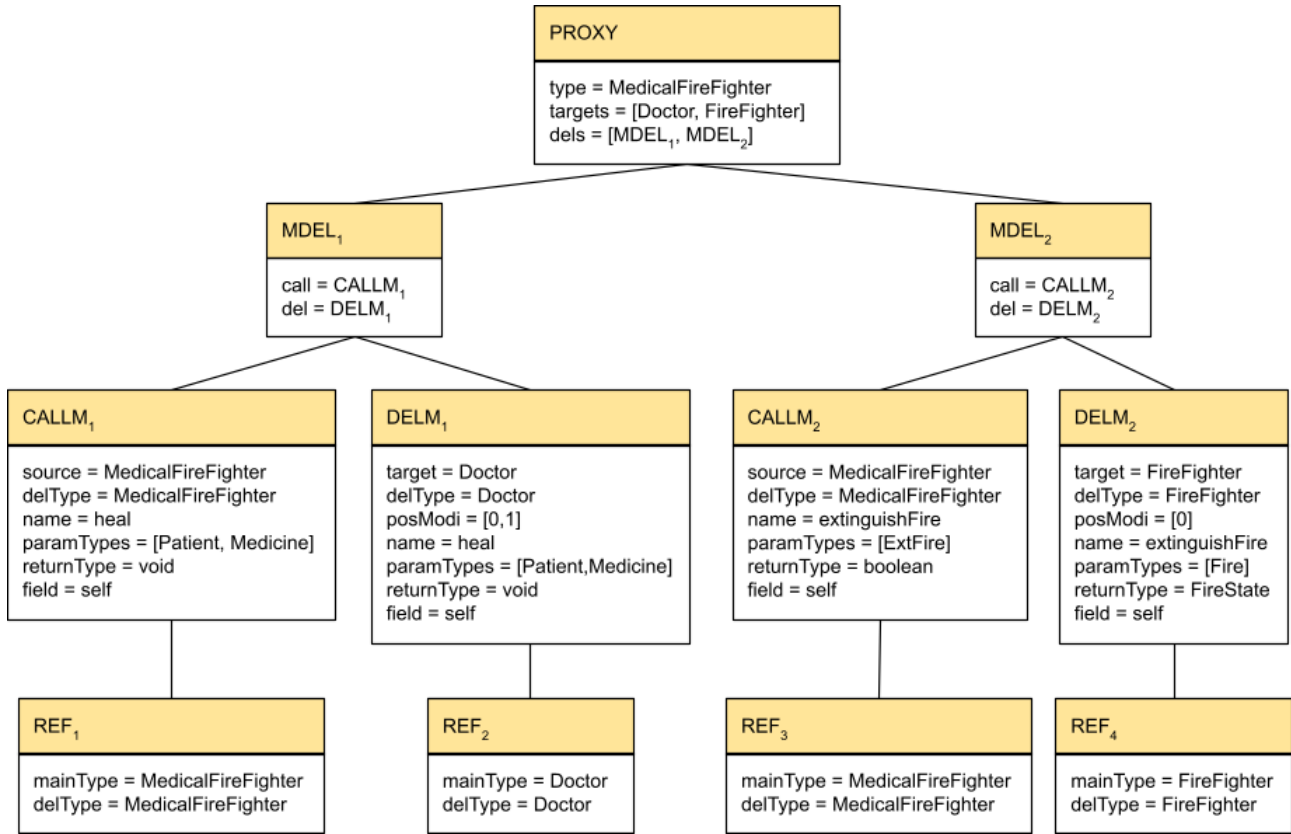 PROXY
type = MedicalFireFighter
targets = [Doctor, FireFighter]
dels = [MDEL₁, MDEL₂]
MDEL₁
call = CALLM₁
del = DELM₁
MDEL₂
call = CALLM₂
del = DELM₂
CALLM₁
source = MedicalFireFighter
delType = MedicalFireFighter
name = heal
paramTypes = [Patient, Medicine]
returnType = void
field = self
DELM₁
target = Doctor
delType = Doctor
posModi = [0,1]
name = heal
paramTypes = [Patient,Medicine]
returnType = void
field = self
CALLM₂
source = MedicalFireFighter
delType = MedicalFireFighter
name = extinguishFire
paramTypes = [ExtFire]
returnType = boolean
field = self
DELM₂
target = FireFighter
delType = FireFighter
posModi = [0]
name = extinguishFire
paramTypes = [Fire]
returnType = FireState
field = self
REF₁
mainType = MedicalFireFighter
delType = MedicalFireFighter
REF₂
mainType = Doctor
delType = Doctor
REF₃
mainType = MedicalFireFighter
delType = MedicalFireFighter
REF₄
mainType = FireFighter
delType = FireFighter